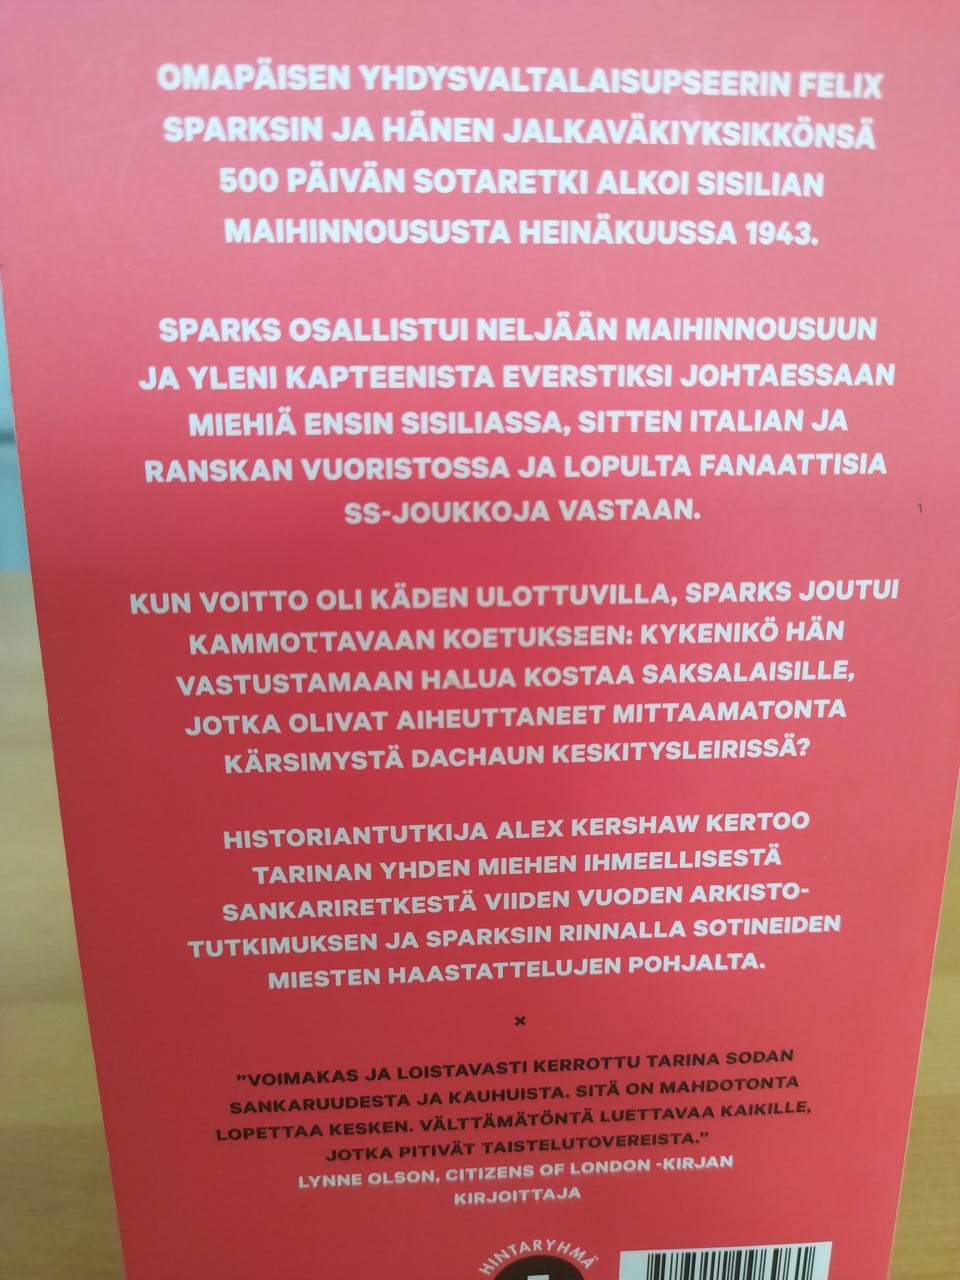 OMAPÄISEN YHDYSVALTALAISUPSEERIN FELIX
SPARKSIN JA HÄNEN JALKAVÄKIYKSIKKÖNSÄ
500 PÄIVÄN SOTARETKI ALKOI SISILIAN
MAIHINNOUSUSTA HEINÄKUUSSA 1943.
SPARKS OSALLISTUI NELJÄÄN MAIHINNOUSUUN
JA YLENI KAPTEENISTA EVERSTIKSI JOHTAESSAAN
MIEHIÄ ENSIN SISILIASSA, SITTEN ITALIAN JA
RANSKAN VUORISTOSSA JA LOPULTA FANAATTISIA
SS-JOUKKOJA VASTAAN.
KUN VOITTO OLI KÄDEN ULOTTUVILLA, SPARKS JOUTUI
KAMMOTTAVAAN KOETUKSEEN: KYKENIKÖ HÄN
VASTUSTAMAAN HALUA KOSTAA SAKSALAISILLE,
JOTKA OLIVAT AIHEUTTANEET MITTAAMATONTA
KÄRSIMYSTÄ DACHAUN KESKITYSLEIRISSÄ?
HISTORIANTUTKIJA ALEX KERSHAW KERTOO
TARINAN YHDEN MIEHEN IHMEELLISESTÄ
SANKARIRETKESTÄ VIIDEN VUODEN ARKISTO-
TUTKIMUKSEN JA SPARKSIN RINNALLA SOTINEIDEN
MIESTEN HAASTATTELUJEN POHJALTA.
×
”VOIMAKAS JA LOISTAVASTI KERROTTU TARINA SODAN
SANKARUUDESTA JA KAUHUISTA. SITÄ ON MAHDOTONTA
LOPETTAA KESKEN. VÄLTTÄMÄTÖNTÄ LUETTAVAA KAIKILLE,
JOTKA PITIVÄT TAISTELUTOVEREISTA.”
LYNNE OLSON, CITIZENS OF LONDON -KIRJAN
KIRJOITTAJA
HINTARYHMÄ